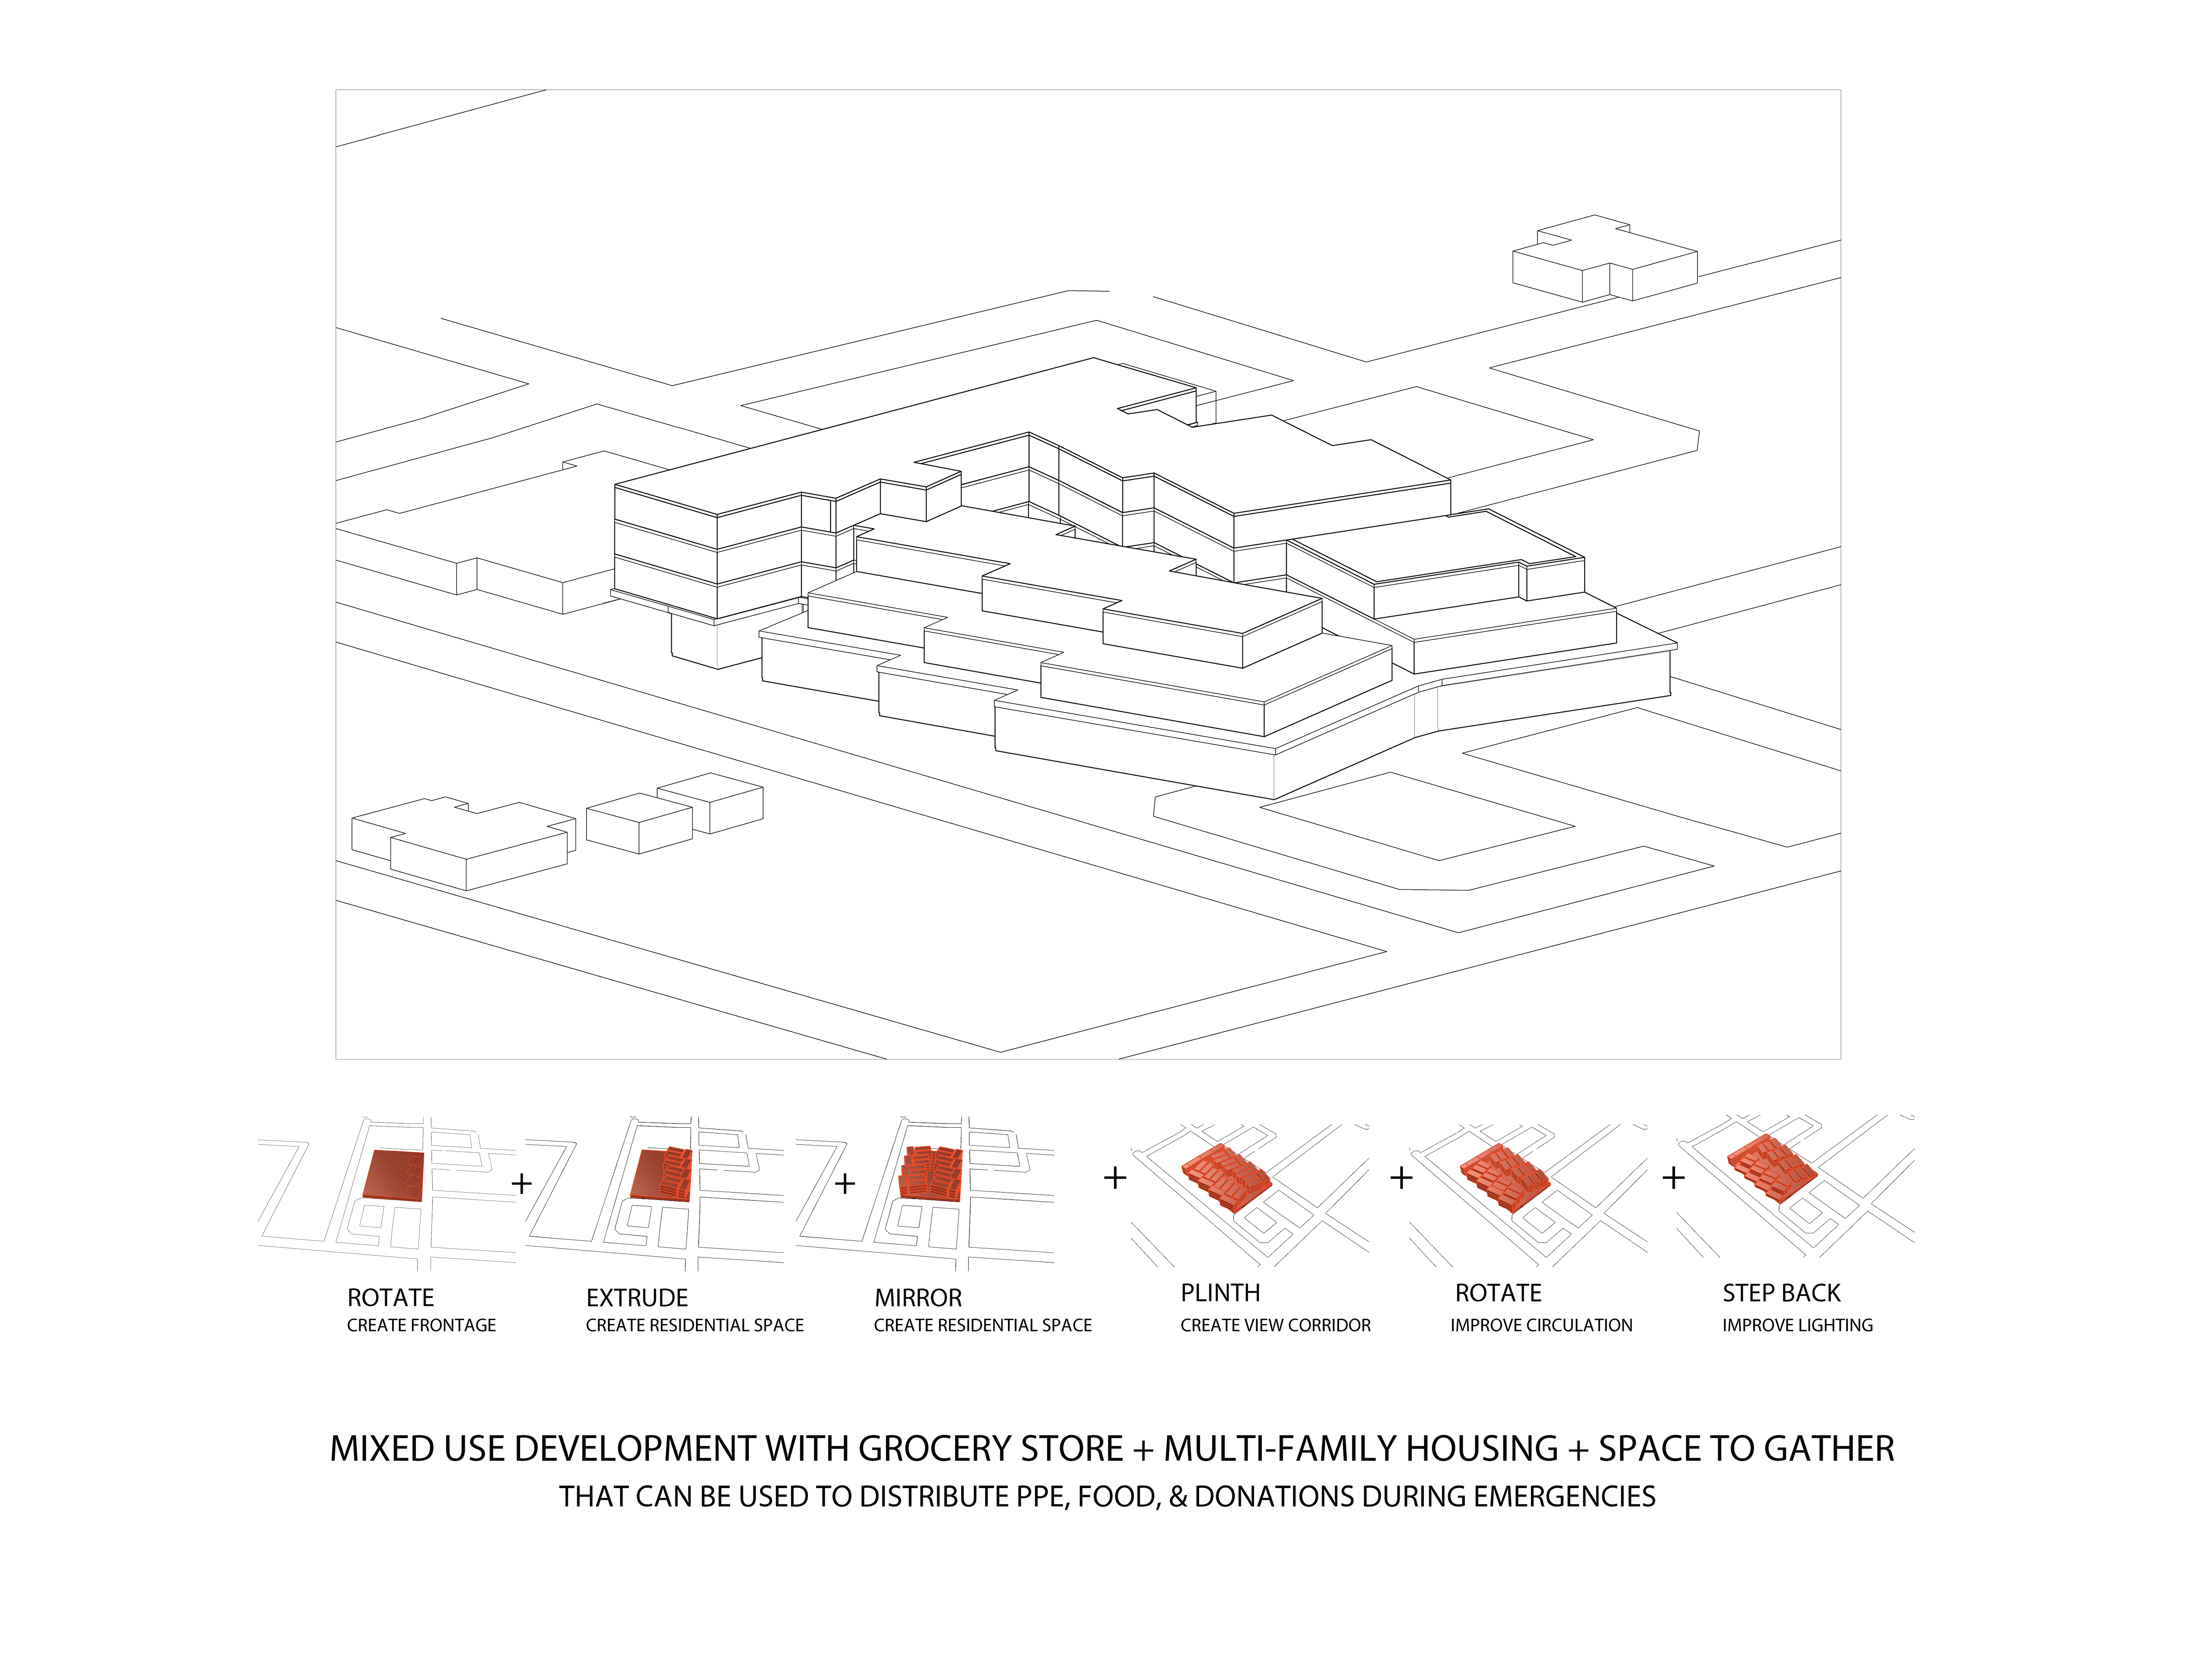 + + + + +
ROTATE
CREATE FRONTAGE
EXTRUDE
CREATE RESIDENTIAL SPACE
MIRROR
CREATE RESIDENTIAL SPACE
PLINTH
CREATE VIEW CORRIDOR
ROTATE
IMPROVE CIRCULATION
STEP BACK
IMPROVE LIGHTING
MIXED USE DEVELOPMENT WITH GROCERY STORE + MULTI-FAMILY HOUSING + SPACE TO GATHER
THAT CAN BE USED TO DISTRIBUTE PPE, FOOD, & DONATIONS DURING EMERGENCIES